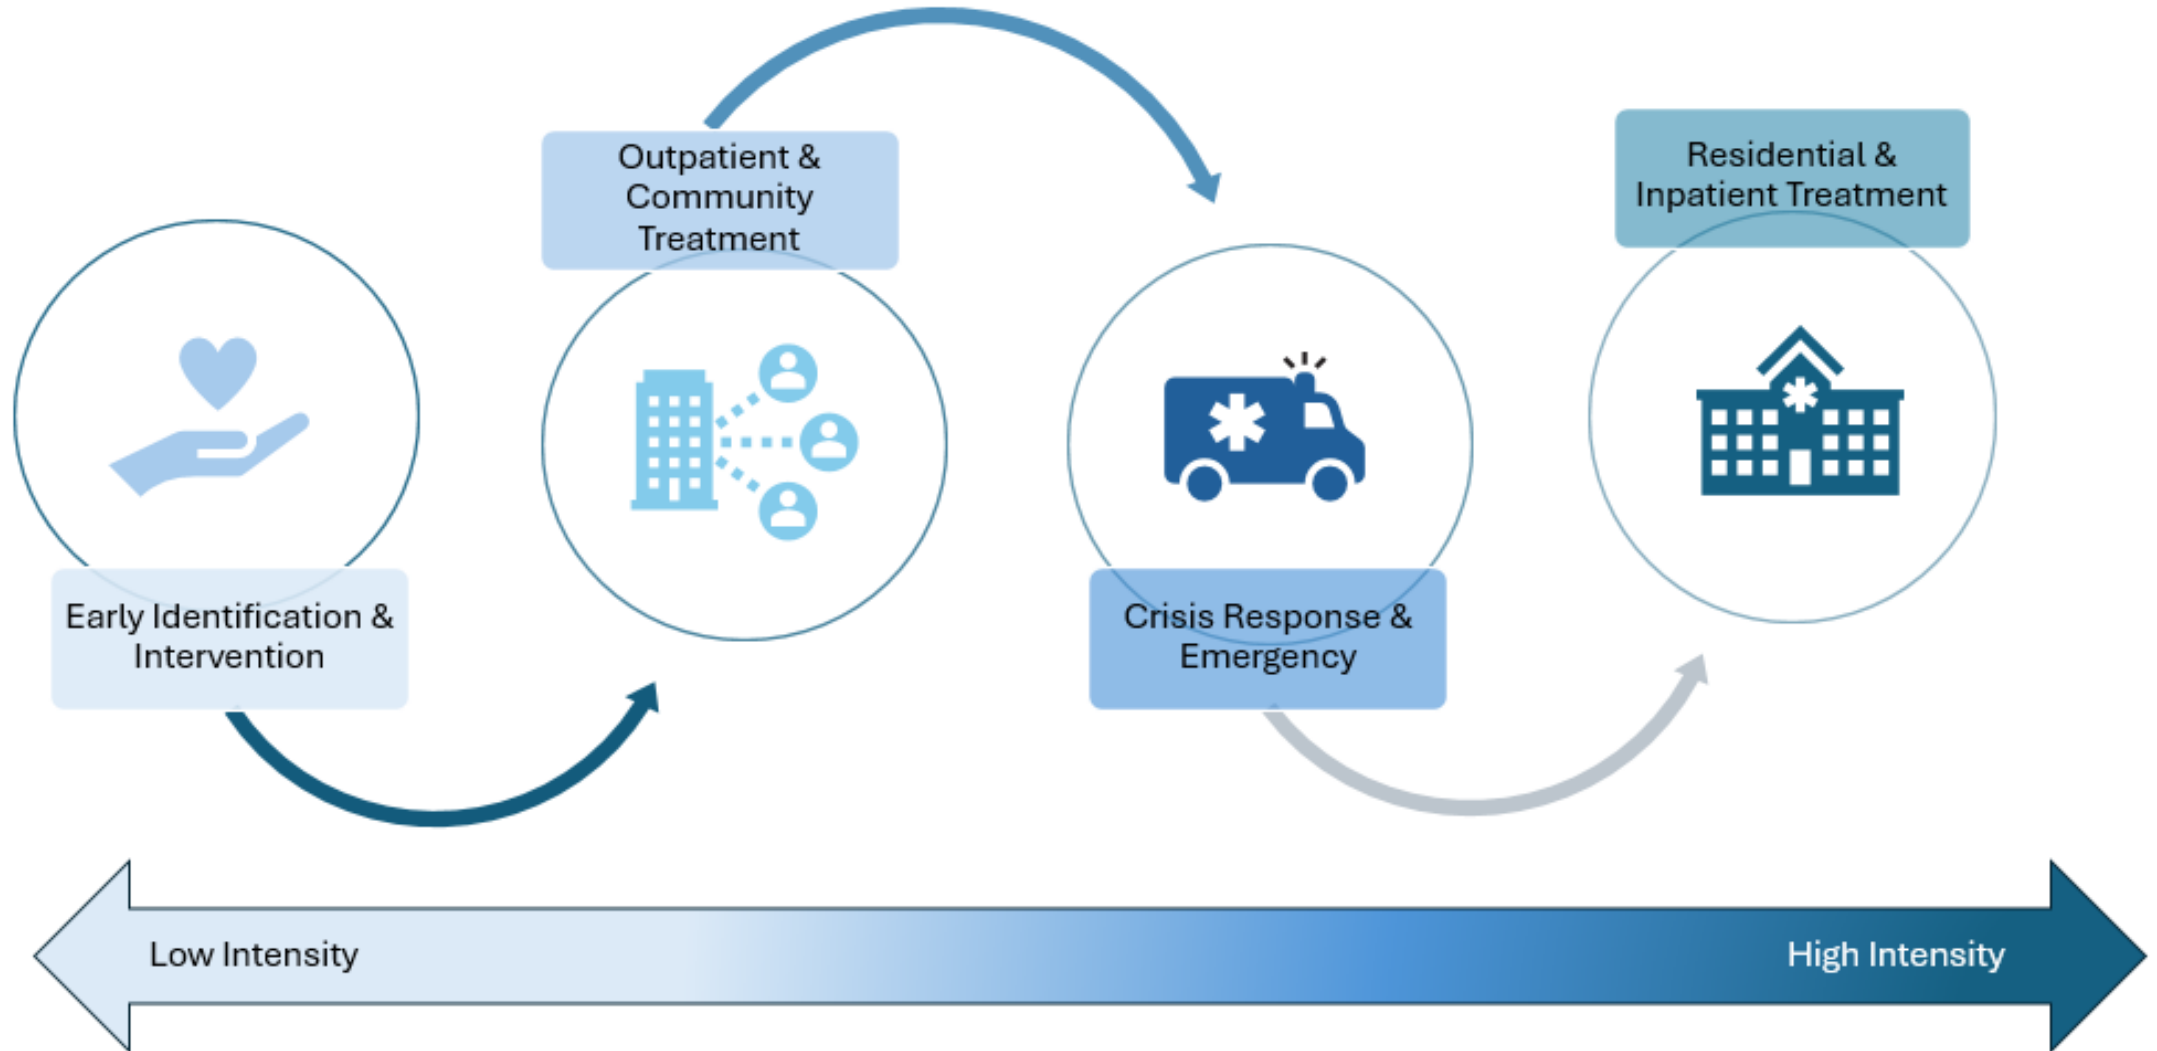 Early Identification &
Intervention
Outpatient &
Community
Treatment
Crisis Response &
Emergency
Residential &
Inpatient Treatment
Low Intensity
High Intensity